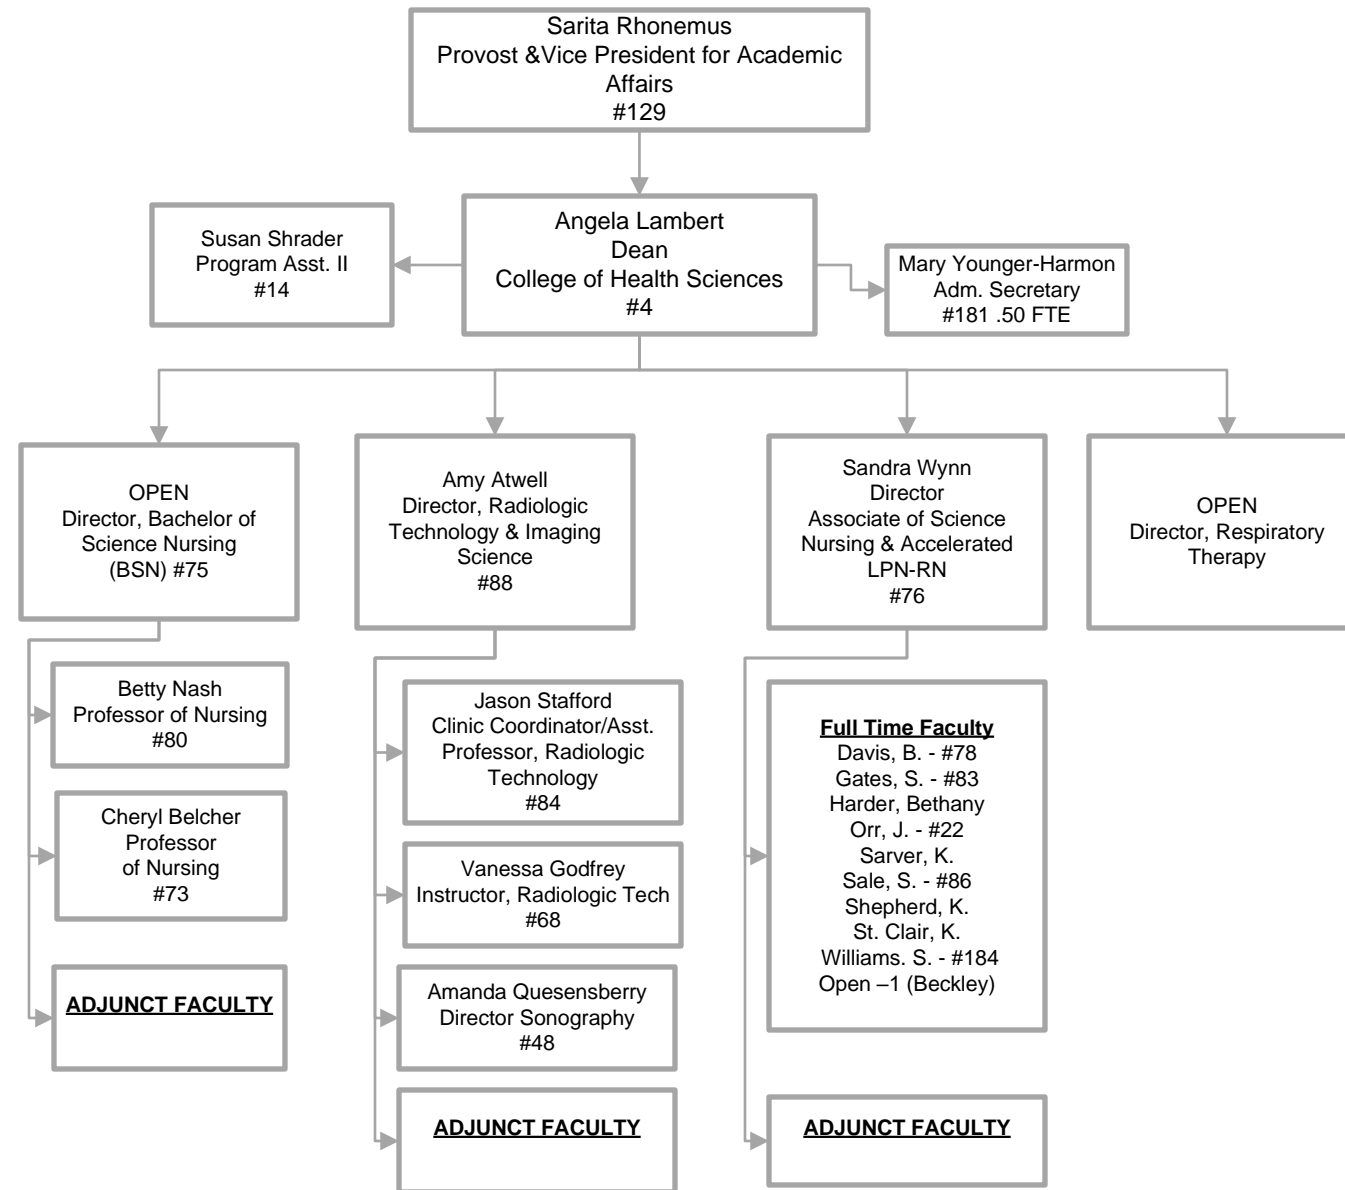 Sarita Rhonemus
Provost &Vice President for Academic
Affairs
#129
Angela Lambert
Dean
College of Health Sciences
#4
Susan Shrader
Program Asst. II
#14
Mary Younger-Harmon
Adm. Secretary
#181 .50 FTE
OPEN
Director, Bachelor of
Science Nursing
(BSN) #75
Amy Atwell
Director, Radiologic
Technology & Imaging
Science
#88
Sandra Wynn
Director
Associate of Science
Nursing & Accelerated
LPN-RN
#76
OPEN
Director, Respiratory
Therapy
Betty Nash
Professor of Nursing
#80
Cheryl Belcher
Professor
of Nursing
#73
ADJUNCT FACULTY
Jason Stafford
Clinic Coordinator/Asst.
Professor, Radiologic
Technology
#84
Vanessa Godfrey
Instructor, Radiologic Tech
#68
Amanda Quesensberry
Director Sonography
#48
ADJUNCT FACULTY
Full Time Faculty
Davis, B. - #78
Gates, S. - #83
Harder, Bethany
Orr, J. - #22
Sarver, K.
Sale, S. - #86
Shepherd, K.
St. Clair, K.
Williams. S. - #184
Open –1 (Beckley)
ADJUNCT FACULTY